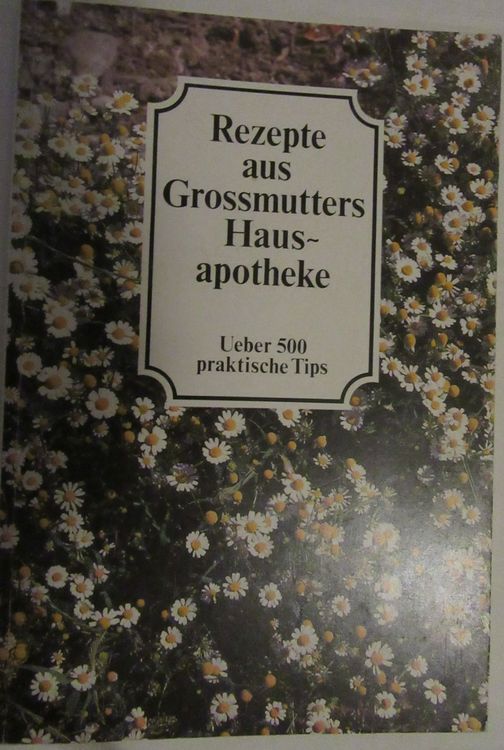 Rezepte
aus
Grossmutters
Haus-
apotheke
Ueber 500
praktische Tips